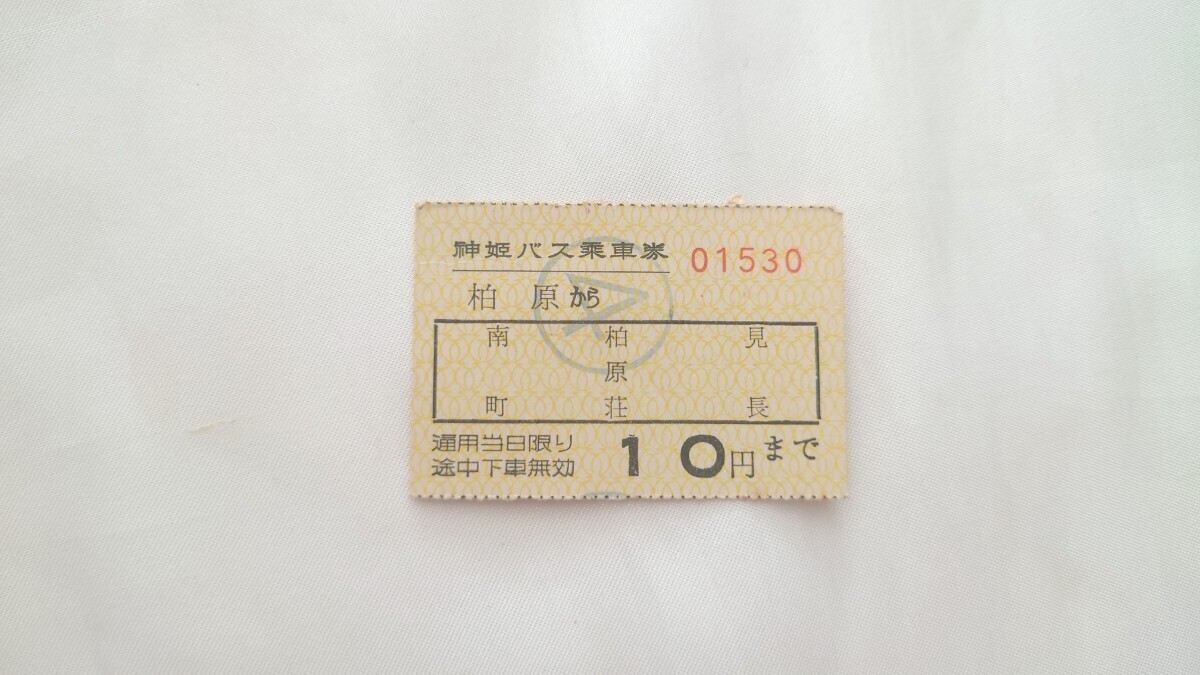 神姫バス乗車券 01530
柏原から
南町 柏原荘 見長
運用当日限り
途中下車無効
10円まで